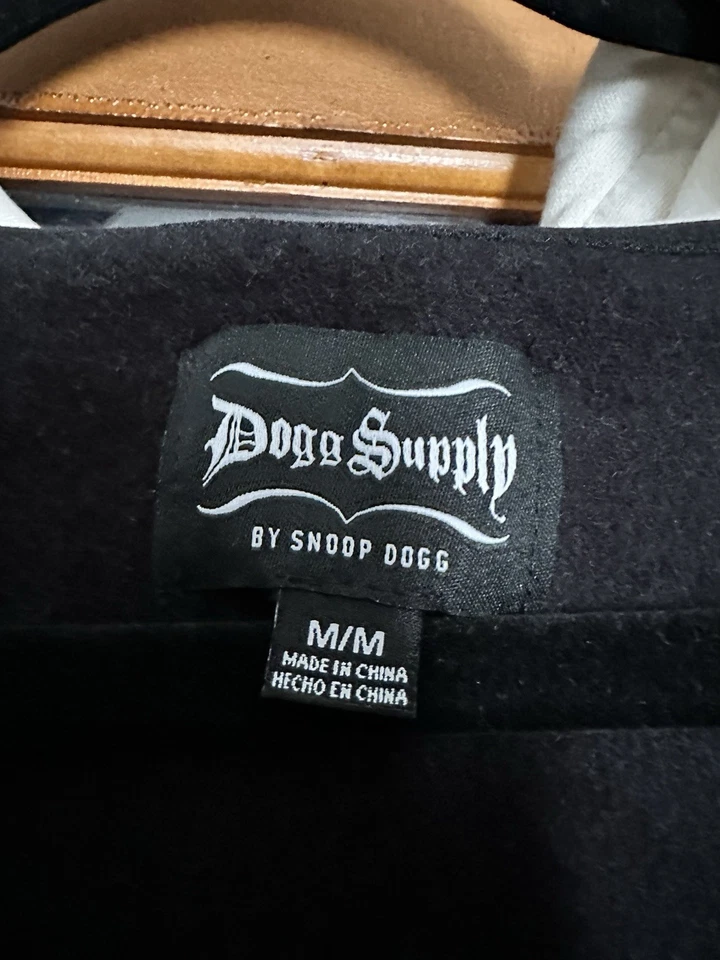 Dogg Supply
BY SNOOP DOGG
M/M
MADE IN CHINA
HECHO EN CHINA